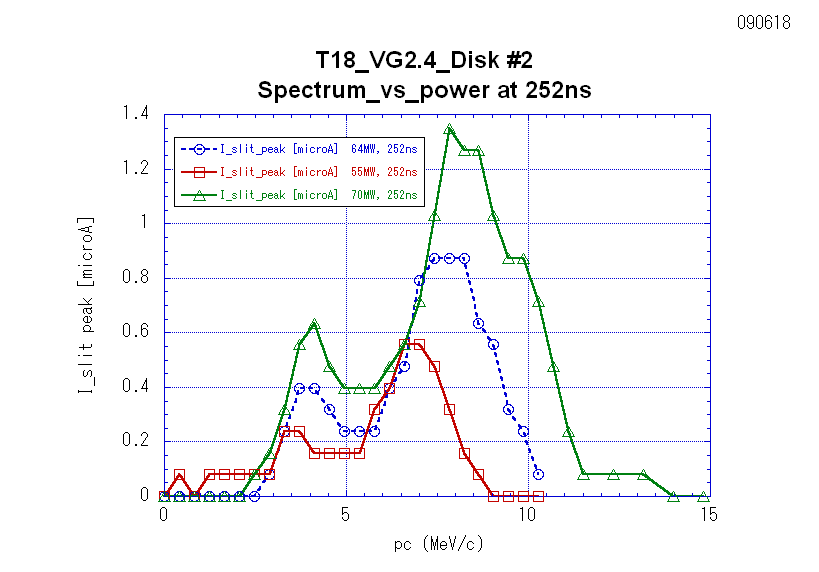 090618
T18_VG2.4_Disk #2
Spectrum_vs_power at 252ns
1.4
1.2
1
0.8
0.6
0.4
0.2
0
I_slit_peak [microA] 64MW, 252ns
I_slit_peak [microA] 55MW, 252ns
I_slit_peak [microA] 70MW, 252ns
I_slit peak [microA]
0 5 10 15
pc (MeV/c)